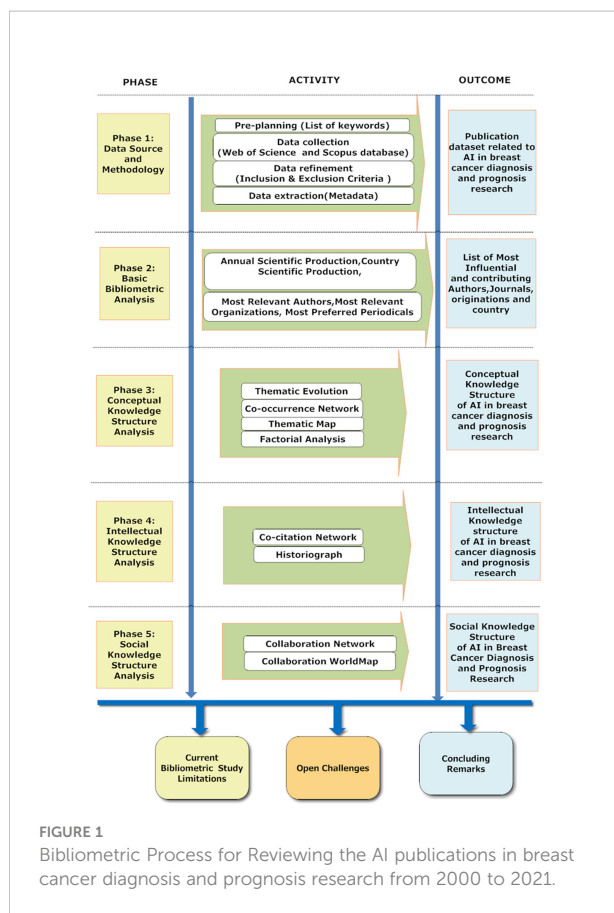 PHASE
ACTIVITY
OUTCOME
Phase 1:
Data Source
and
Methodology
Pre-planning (List of keywords)
Data collection
(Web of Science and Scopus database)
Data refinement
(Inclusion & Exclusion Criteria )
Data extraction(Metadata)
Publication
dataset related to
AI in breast
cancer diagnosis
and prognosis
research
Phase 2:
Basic
Bibliometric
Analysis
Annual Scientific Production,Country
Scientific Production,
Most Relevant Authors,Most Relevant
Organizations, Most Preferred Periodicals
List of Most
Influential
and contributing
Authors,Journals,
originations and
country
Phase 3:
Conceptual
Knowledge
Structure
Analysis
Thematic Evolution
Co-occurrence Network
Thematic Map
Factorial Analysis
Conceptual
Knowledge
Structure
of AI in breast
cancer diagnosis
and prognosis
research
Phase 4:
Intellectual
Knowledge
Structure
Analysis
Co-citation Network
Historiograph
Intellectual
Knowledge
structure
of AI in breast
cancer diagnosis
and prognosis
research
Phase 5:
Social
Knowledge
Structure
Analysis
Collaboration Network
Collaboration WorldMap
Social Knowledge
Structure
of AI in Breast
Cancer Diagnosis
and Prognosis
Research
Current
Bibliometric Study
Limitations
Open Challenges
Concluding
Remarks
FIGURE 1
Bibliometric Process for Reviewing the AI publications in breast
cancer diagnosis and prognosis research from 2000 to 2021.